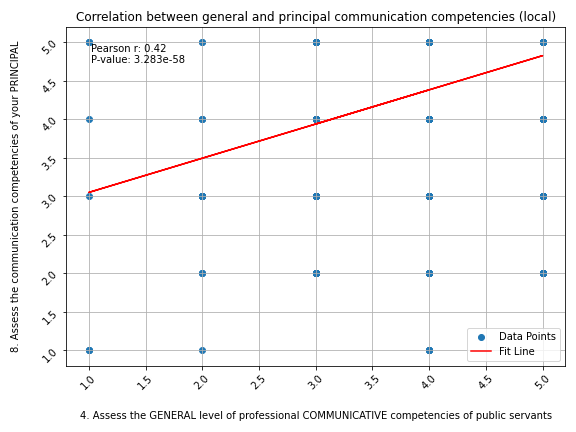 Correlation between general and principal communication competencies (local)
Pearson r: 0.42
P-value: 3.283e-58
8. Assess the communication competencies of your PRINCIPAL
5.0
4.5
4.0
3.5
3.0
2.5
2.0
1.5
1.0
Data Points
Fit Line
1.0 1.5 2.0 2.5 3.0 3.5 4.0 4.5 5.0
4. Assess the GENERAL level of professional COMMUNICATIVE competencies of public servants